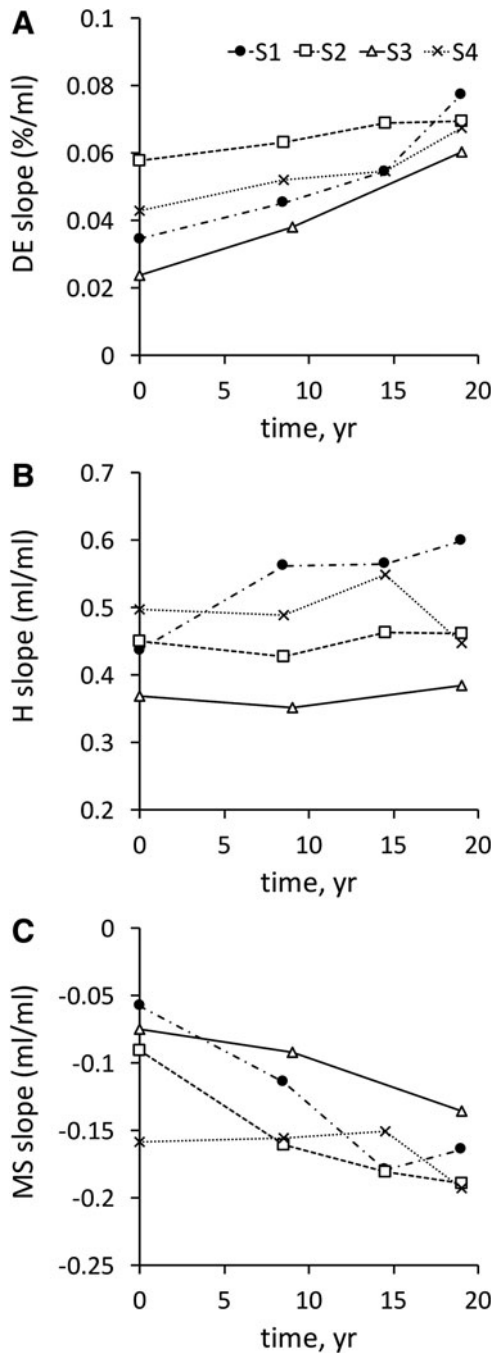 A
0.1
S1 S2 S3 S4
0.08
0.06
0.04
0.02
0
DE slope (%/ml)
0 5 10 15 20
time, yr
B
0.7
0.6
0.5
0.4
0.3
0.2
H slope (ml/ml)
0 5 10 15 20
time, yr
C
0
-0.05
-0.1
-0.15
-0.2
-0.25
MS slope (ml/ml)
0 5 10 15 20
time, yr